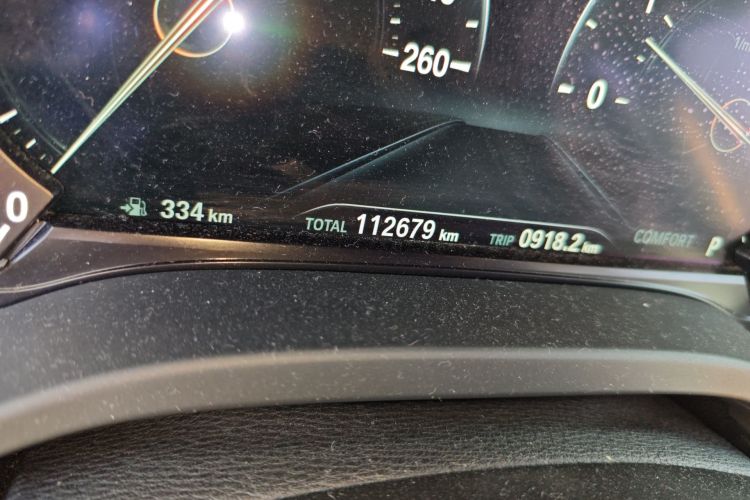 260
0
0
334 km
TOTAL 112679 km
TRIP 0918.2 km
COMFORT P